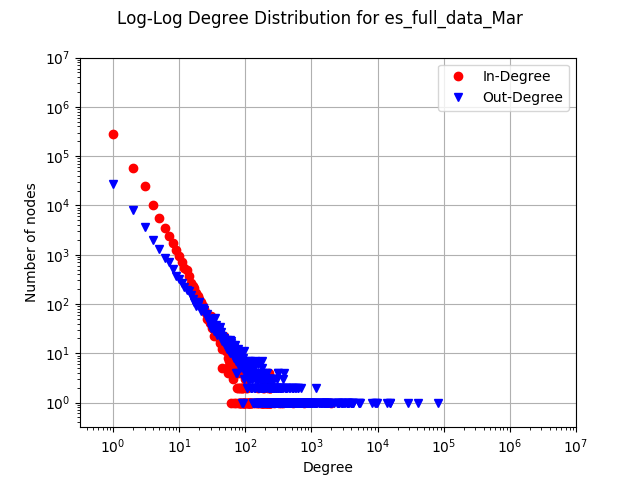 Log-Log Degree Distribution for es_full_data_Mar
In-Degree
Out-Degree
Number of nodes
10^7
10^6
10^5
10^4
10^3
10^2
10^1
10^0
10^0 10^1 10^2 10^3 10^4 10^5 10^6 10^7
Degree